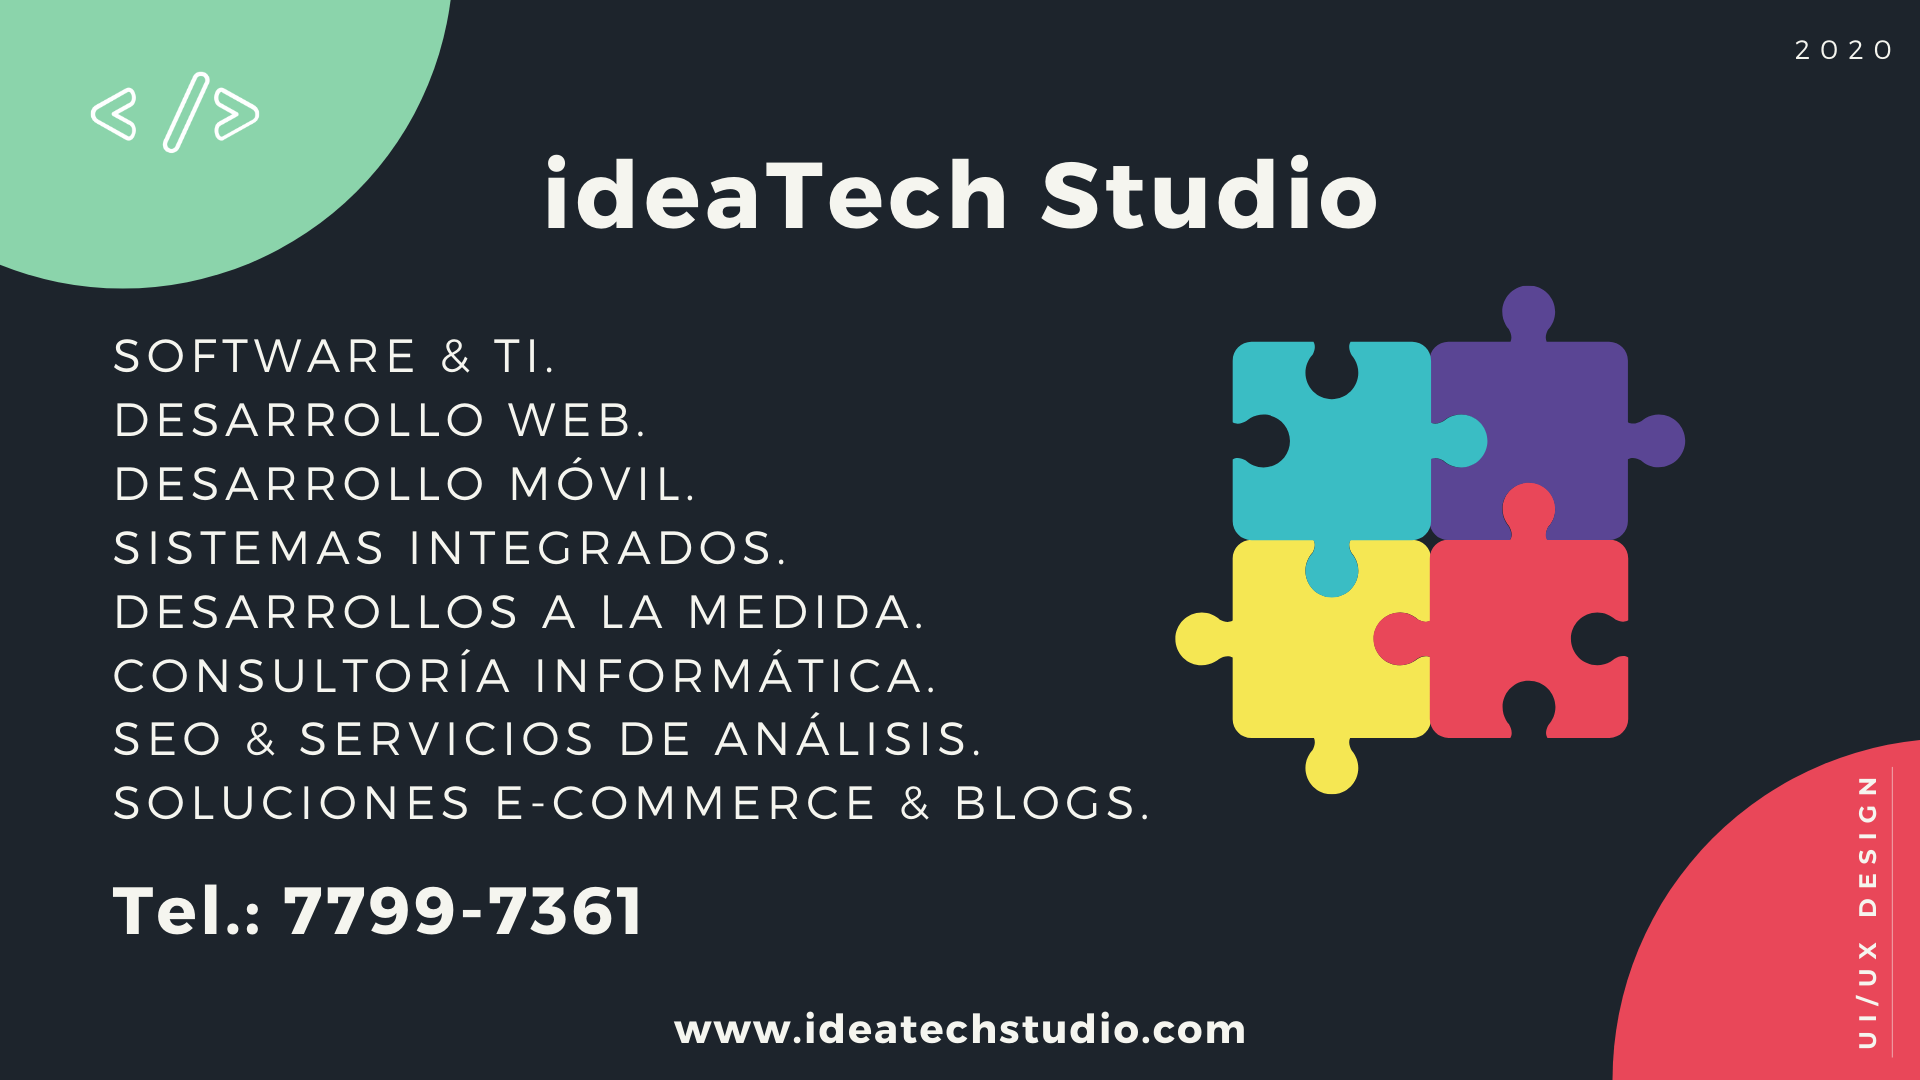 </>
2020
ideaTech Studio
SOFTWARE & TI.
DESARROLLO WEB.
DESARROLLO MÓVIL.
SISTEMAS INTEGRADOS.
DESARROLLOS A LA MEDIDA.
CONSULTORÍA INFORMÁTICA.
SEO & SERVICIOS DE ANÁLISIS.
SOLUCIONES E-COMMERCE & BLOGS.
Tel.: 7799-7361
www.ideatechstudio.com
UI/UX DESIGN